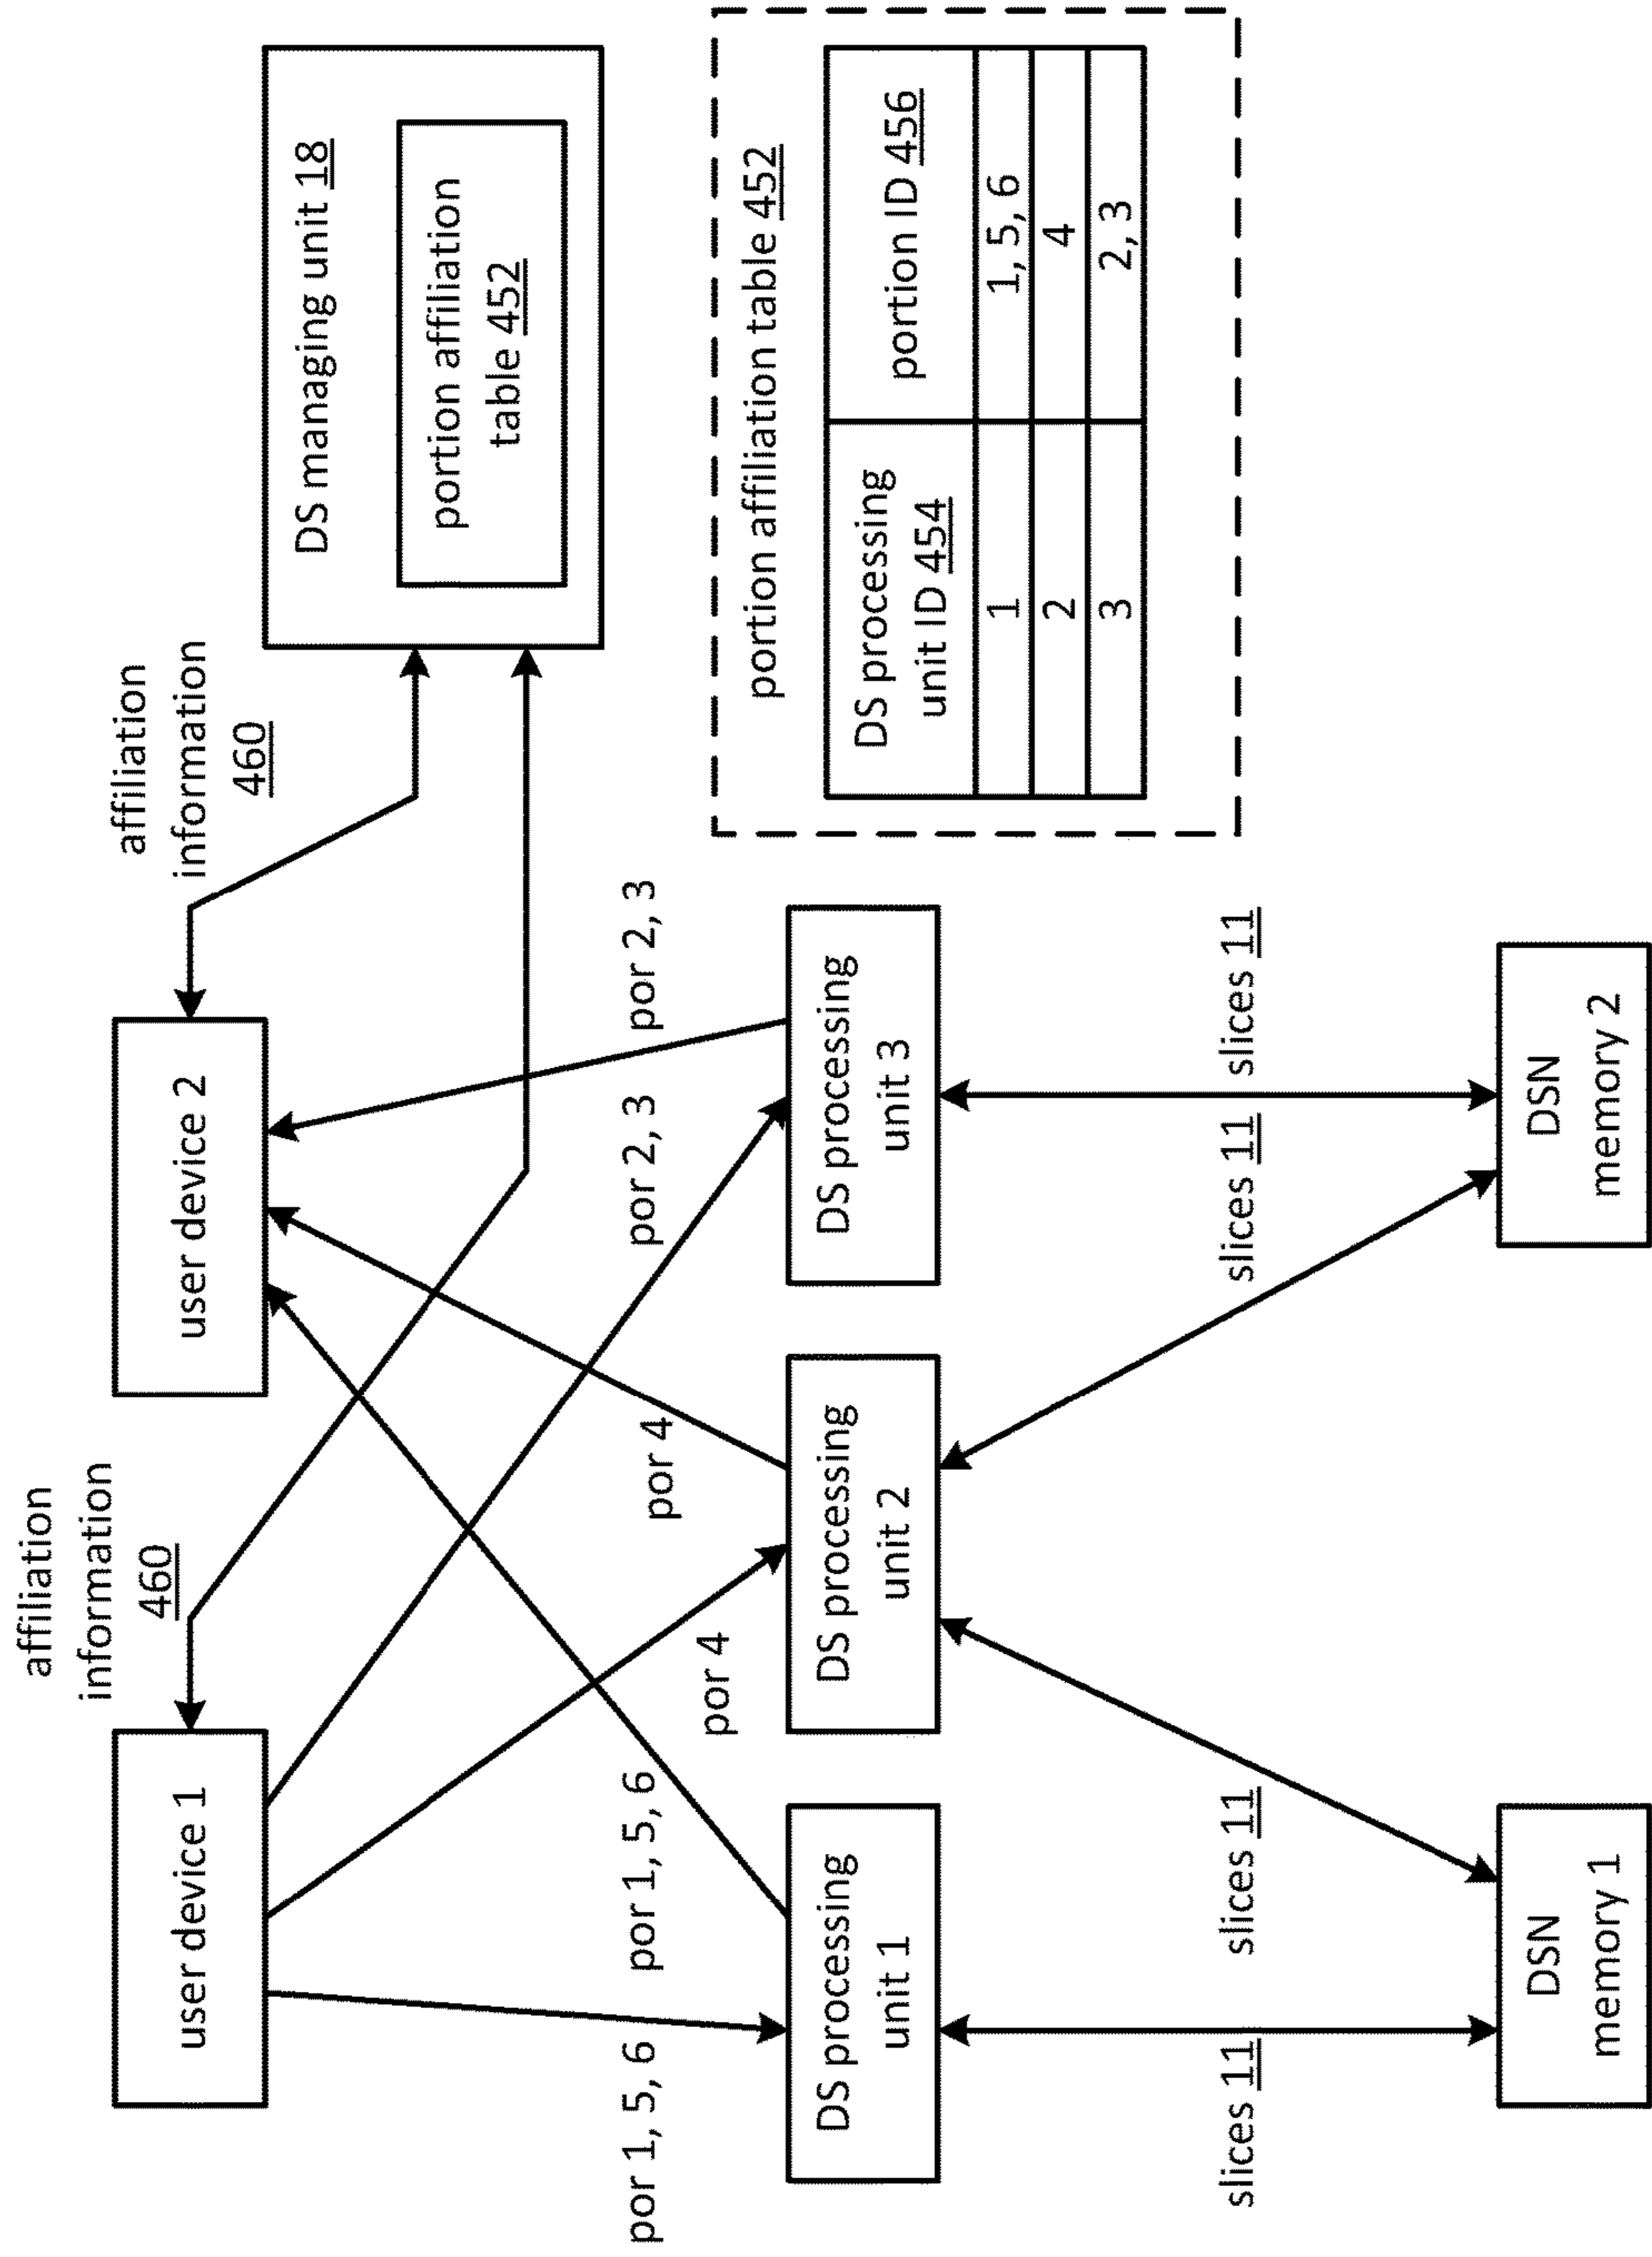 affiliation
information
460
affiliation
information
460
user device 1
user device 2
DS managing unit 18
portion affiliation
table 452
por 1, 5, 6
por 1, 5, 6
por 4
por 4
por 2, 3
por 2, 3
DS processing
unit 1
DS processing
unit 2
DS processing
unit 3
portion affiliation table 452
DS processing
unit ID 454
portion ID 456
1
1, 5, 6
2
4
3
2, 3
slices 11
slices 11
slices 11
slices 11
DSN
memory 1
DSN
memory 2